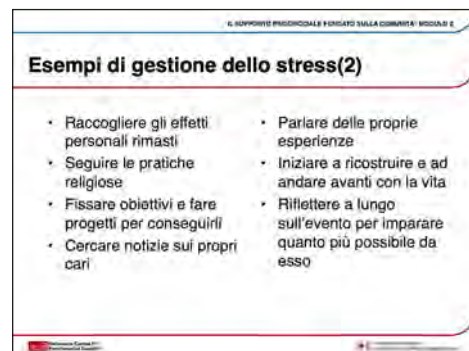 IL SUPPORTO PSICOSOCIALE FONDATO SULLA COMUNITA' MODULO 2
Esempi di gestione dello stress(2)
• Raccogliere gli effetti
personali rimasti
• Seguire le pratiche
religiose
• Fissare obiettivi e fare
progetti per conseguirli
• Cercare notizie sui propri
cari
• Parlare delle proprie
esperienze
• Iniziare a ricostruire e ad
andare avanti con la vita
• Riflettere a lungo
sull'evento per imparare
quanto più possibile da
esso